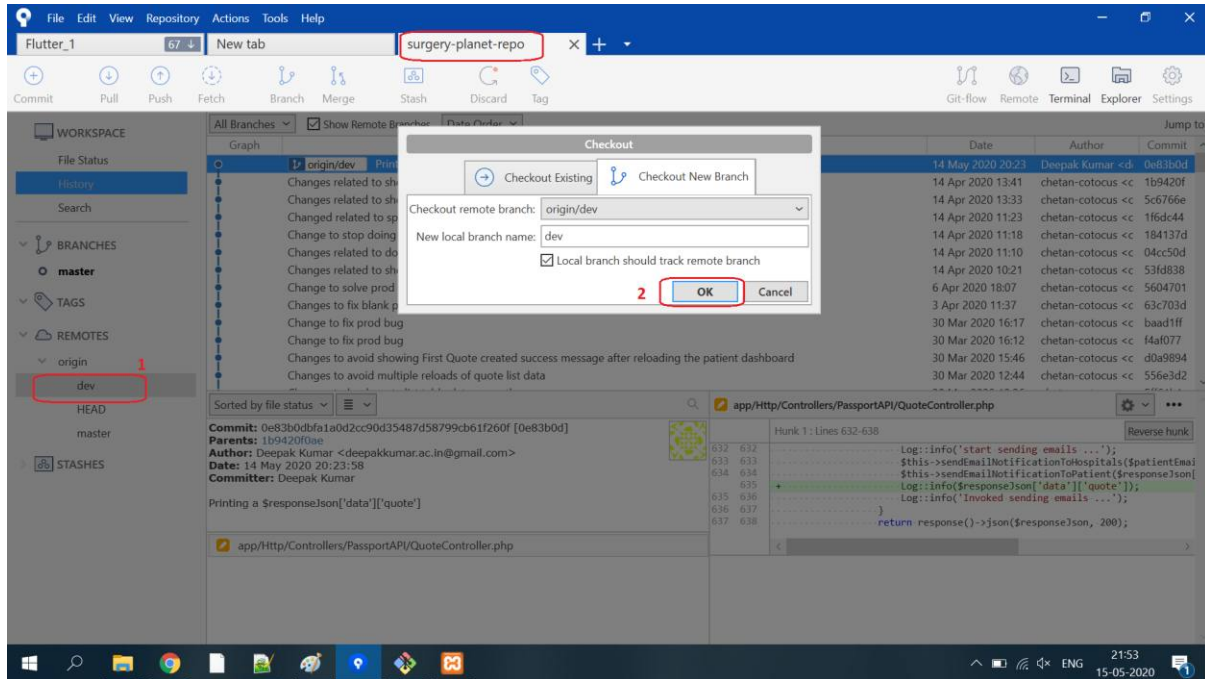 File Edit View Repository Actions Tools Help
Flutter_1 67 ↓ New tab surgery-planet-repo
Commit Pull Push Fetch Branch Merge Stash Discard Tag Git-flow Remote Terminal Explorer Settings
WORKSPACE
File Status
History
Search
BRANCHES
master
TAGS
REMOTES
origin
1
dev
HEAD
master
STASHES
All Branches Show Remote Branches Date Order Jump to
Graph Date Author Commit
origin/dev Print 14 May 2020 20:23 Deepak Kumar <d 0e83b0d
Changes related to sh 14 Apr 2020 13:41 chetan-cotocus <c 1b9420f
Changes related to sh 14 Apr 2020 13:33 chetan-cotocus <c 5c6766e
Changed related to sp 14 Apr 2020 11:23 chetan-cotocus <c 1f6dc44
Change to stop doing 14 Apr 2020 11:18 chetan-cotocus <c 184137d
Changes related to do 14 Apr 2020 11:10 chetan-cotocus <c 04cc50d
Changes related to sh 14 Apr 2020 10:21 chetan-cotocus <c 53fd838
Change to solve prod 6 Apr 2020 18:07 chetan-cotocus <c 5604701
Changes to fix blank p 3 Apr 2020 11:37 chetan-cotocus <c 63c703d
Change to fix prod bug 30 Mar 2020 16:17 chetan-cotocus <c baad1ff
Change to fix prod bug 30 Mar 2020 16:12 chetan-cotocus <c f4af077
Changes to avoid showing First Quote created success message after reloading the patient dashboard 30 Mar 2020 15:46 chetan-cotocus <c d0a9894
Changes to avoid multiple reloads of quote list data 30 Mar 2020 12:44 chetan-cotocus <c 556e3d2
Checkout
Checkout Existing Checkout New Branch
Checkout remote branch: origin/dev
New local branch name: dev
Local branch should track remote branch
2 OK Cancel
Sorted by file status
Commit: 0e83b0dbfa1a0d2cc90d35487d58799cb61f260f [0e83b0d]
Parents: 1b9420f0ae
Author: Deepak Kumar <deepakkumar.ac.in@gmail.com>
Date: 14 May 2020 20:23:58
Committer: Deepak Kumar
Printing a $responseJson['data']['quote']
app/Http/Controllers/PassportAPI/QuoteController.php
app/Http/Controllers/PassportAPI/QuoteController.php
Hunk 1 : Lines 632-638 Reverse hunk
632 632 Log::info('start sending emails ...');
633 633 $this->sendEmailNotificationToHospitals($patientEmai
634 634 $this->sendEmailNotificationToPatient($responseJson[
635 + Log::info($responseJson['data']['quote']);
635 636 Log::info('Invoked sending emails ...');
636 637 }
637 638 return response()->json($responseJson, 200);
ENG 21:53
15-05-2020 1